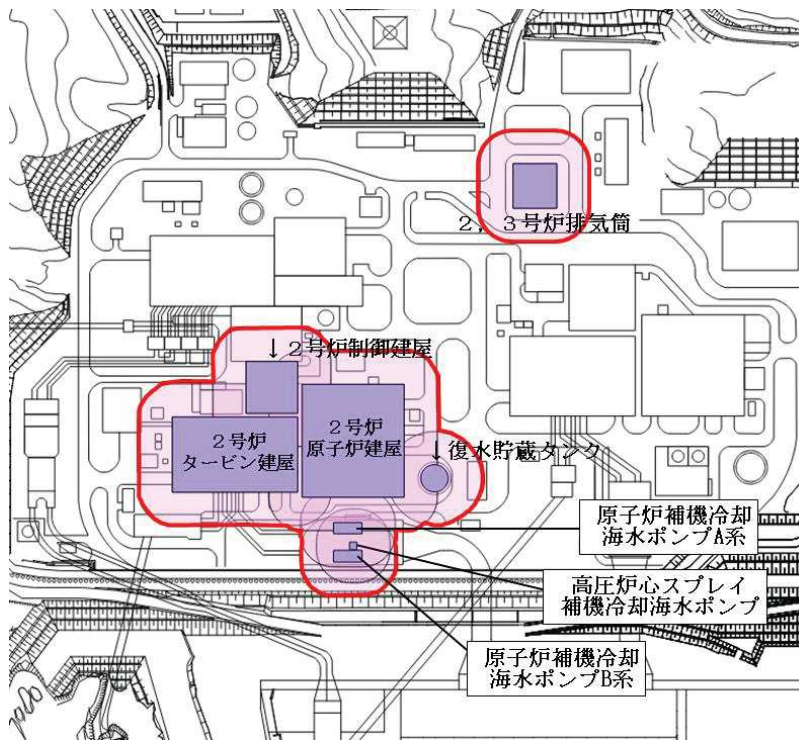 2，3号炉排気筒
↓2号炉制御建屋
2号炉
原子炉建屋
2号炉
タービン建屋
↓復水貯蔵タンク
原子炉補機冷却
海水ポンプA系
高圧炉心スプレイ
補機冷却海水ポンプ
原子炉補機冷却
海水ポンプB系